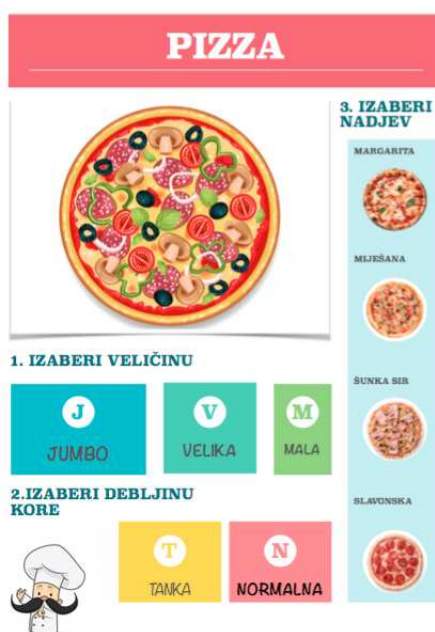 PIZZA
1. IZABERI VELIČINU
J
JUMBO
V
VELIKA
M
MALA
2.IZABERI DEBLJINU
KORE
T
TANKA
N
NORMALNA
3. IZABERI
NADJEV
MARGARITA
MIJEŠANA
ŠUNKA SIR
SLAVONSKA